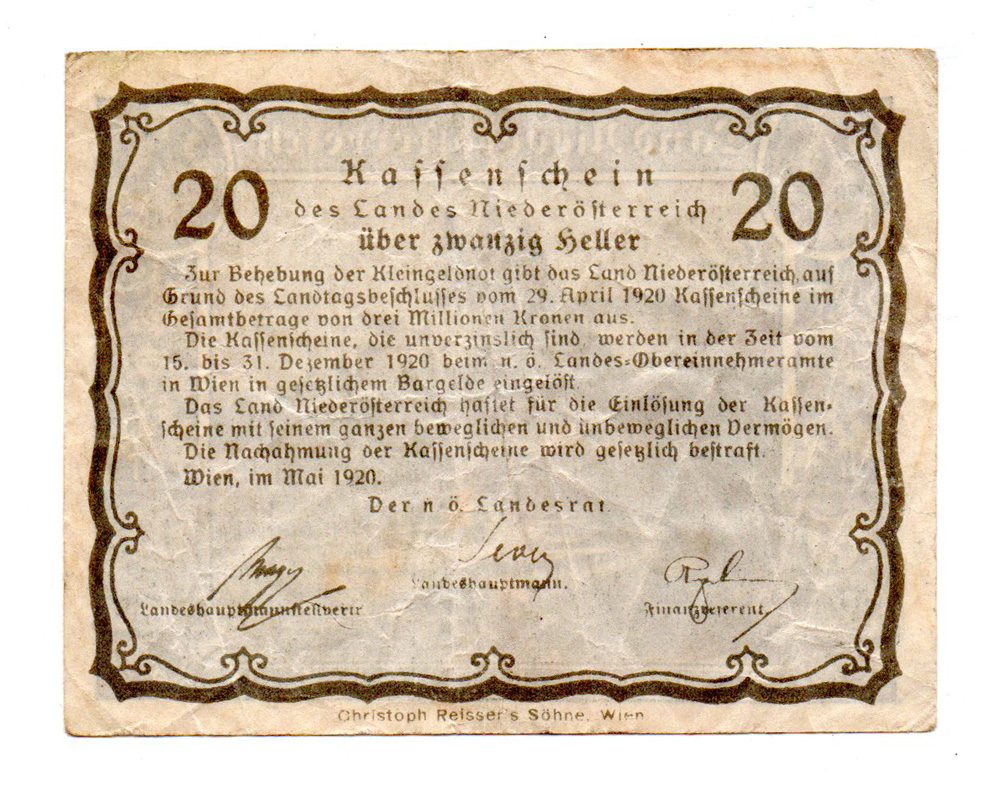 20 Kassenschein 20
des Landes Niederösterreich
über zwanzig Heller
Zur Behebung der Kleingeldnot gibt das Land Niederösterreich auf
Grund des Landtagsbeschlusses vom 29. April 1920 Kassenscheine im
Gesamtbetrage von drei Millionen Kronen aus.
Die Kassenscheine, die unverzinslich sind, werden in der Zeit vom
15. bis 31. Dezember 1920 beim n. ö. Landes-Obereinnehmeramte
in Wien in gesetzlichem Bargelde eingelöst.
Das Land Niederösterreich haftet für die Einlösung der Kassen-
scheine mit seinem ganzen beweglichen und unbeweglichen Vermögen.
Die Nachahmung der Kassenscheine wird gesetzlich bestraft.
Wien, im Mai 1920.
Der n. ö. Landesrat.
Landeshauptmann.
Landeshauptmannstellvertr. Finanzreferent.
Christoph Reisser's Söhne, Wien